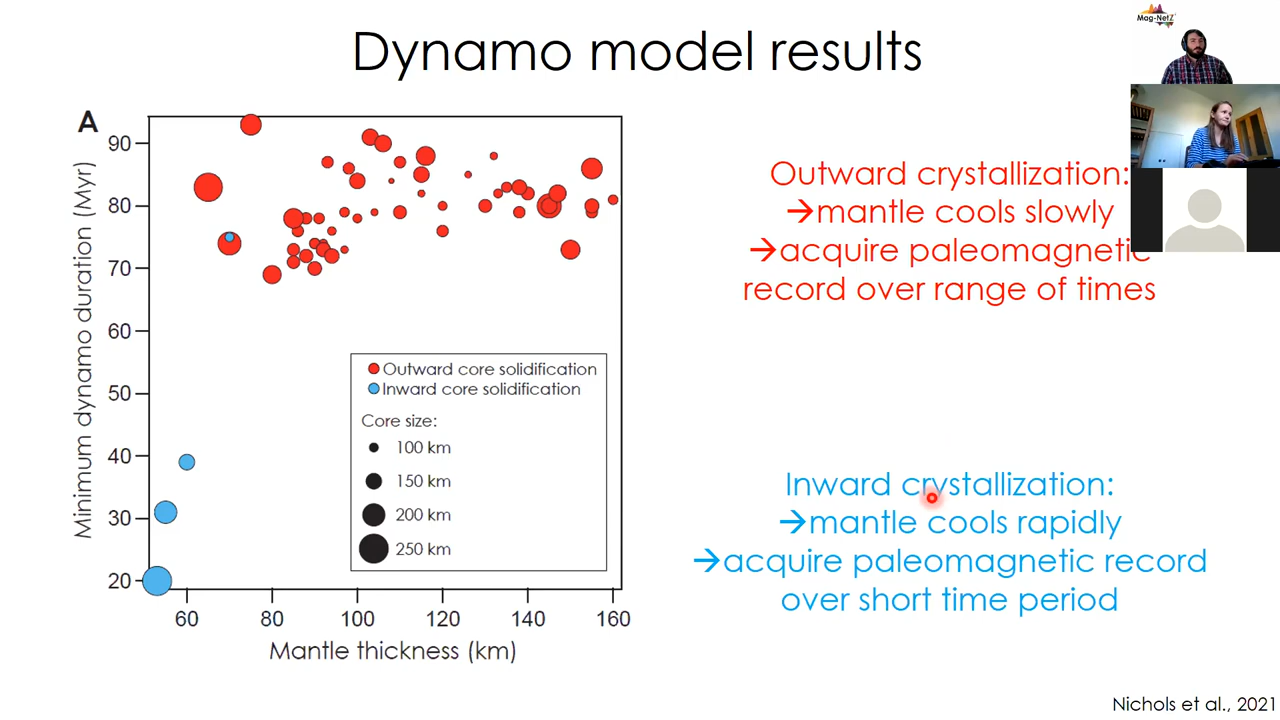 Dynamo model results
Mag-NetZ
A
Minimum dynamo duration (Myr)
90
80
70
60
50
40
30
20
60 80 100 120 140 160
Mantle thickness (km)
Outward core solidification
Inward core solidification
Core size:
100 km
150 km
200 km
250 km
Outward crystallization:
→mantle cools slowly
→acquire paleomagnetic
record over range of times
Inward crystallization:
→mantle cools rapidly
→acquire paleomagnetic record
over short time period
Nichols et al., 2021